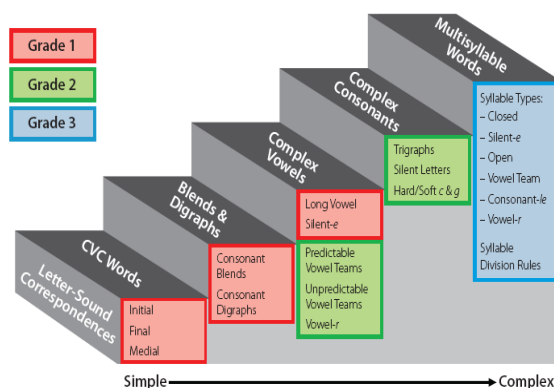 Grade 1
Grade 2
Grade 3
Letter-Sound
Correspondences
CVC Words
Initial
Final
Medial
Blends &
Digraphs
Consonant
Blends
Consonant
Digraphs
Complex
Vowels
Long Vowel
Silent-e
Predictable
Vowel Teams
Unpredictable
Vowel Teams
Vowel-r
Complex
Consonants
Trigraphs
Silent Letters
Hard/Soft c & g
Multisyllable
Words
Syllable Types:
– Closed
– Silent-e
– Open
– Vowel Team
– Consonant-le
– Vowel-r
Syllable
Division Rules
Simple
Complex